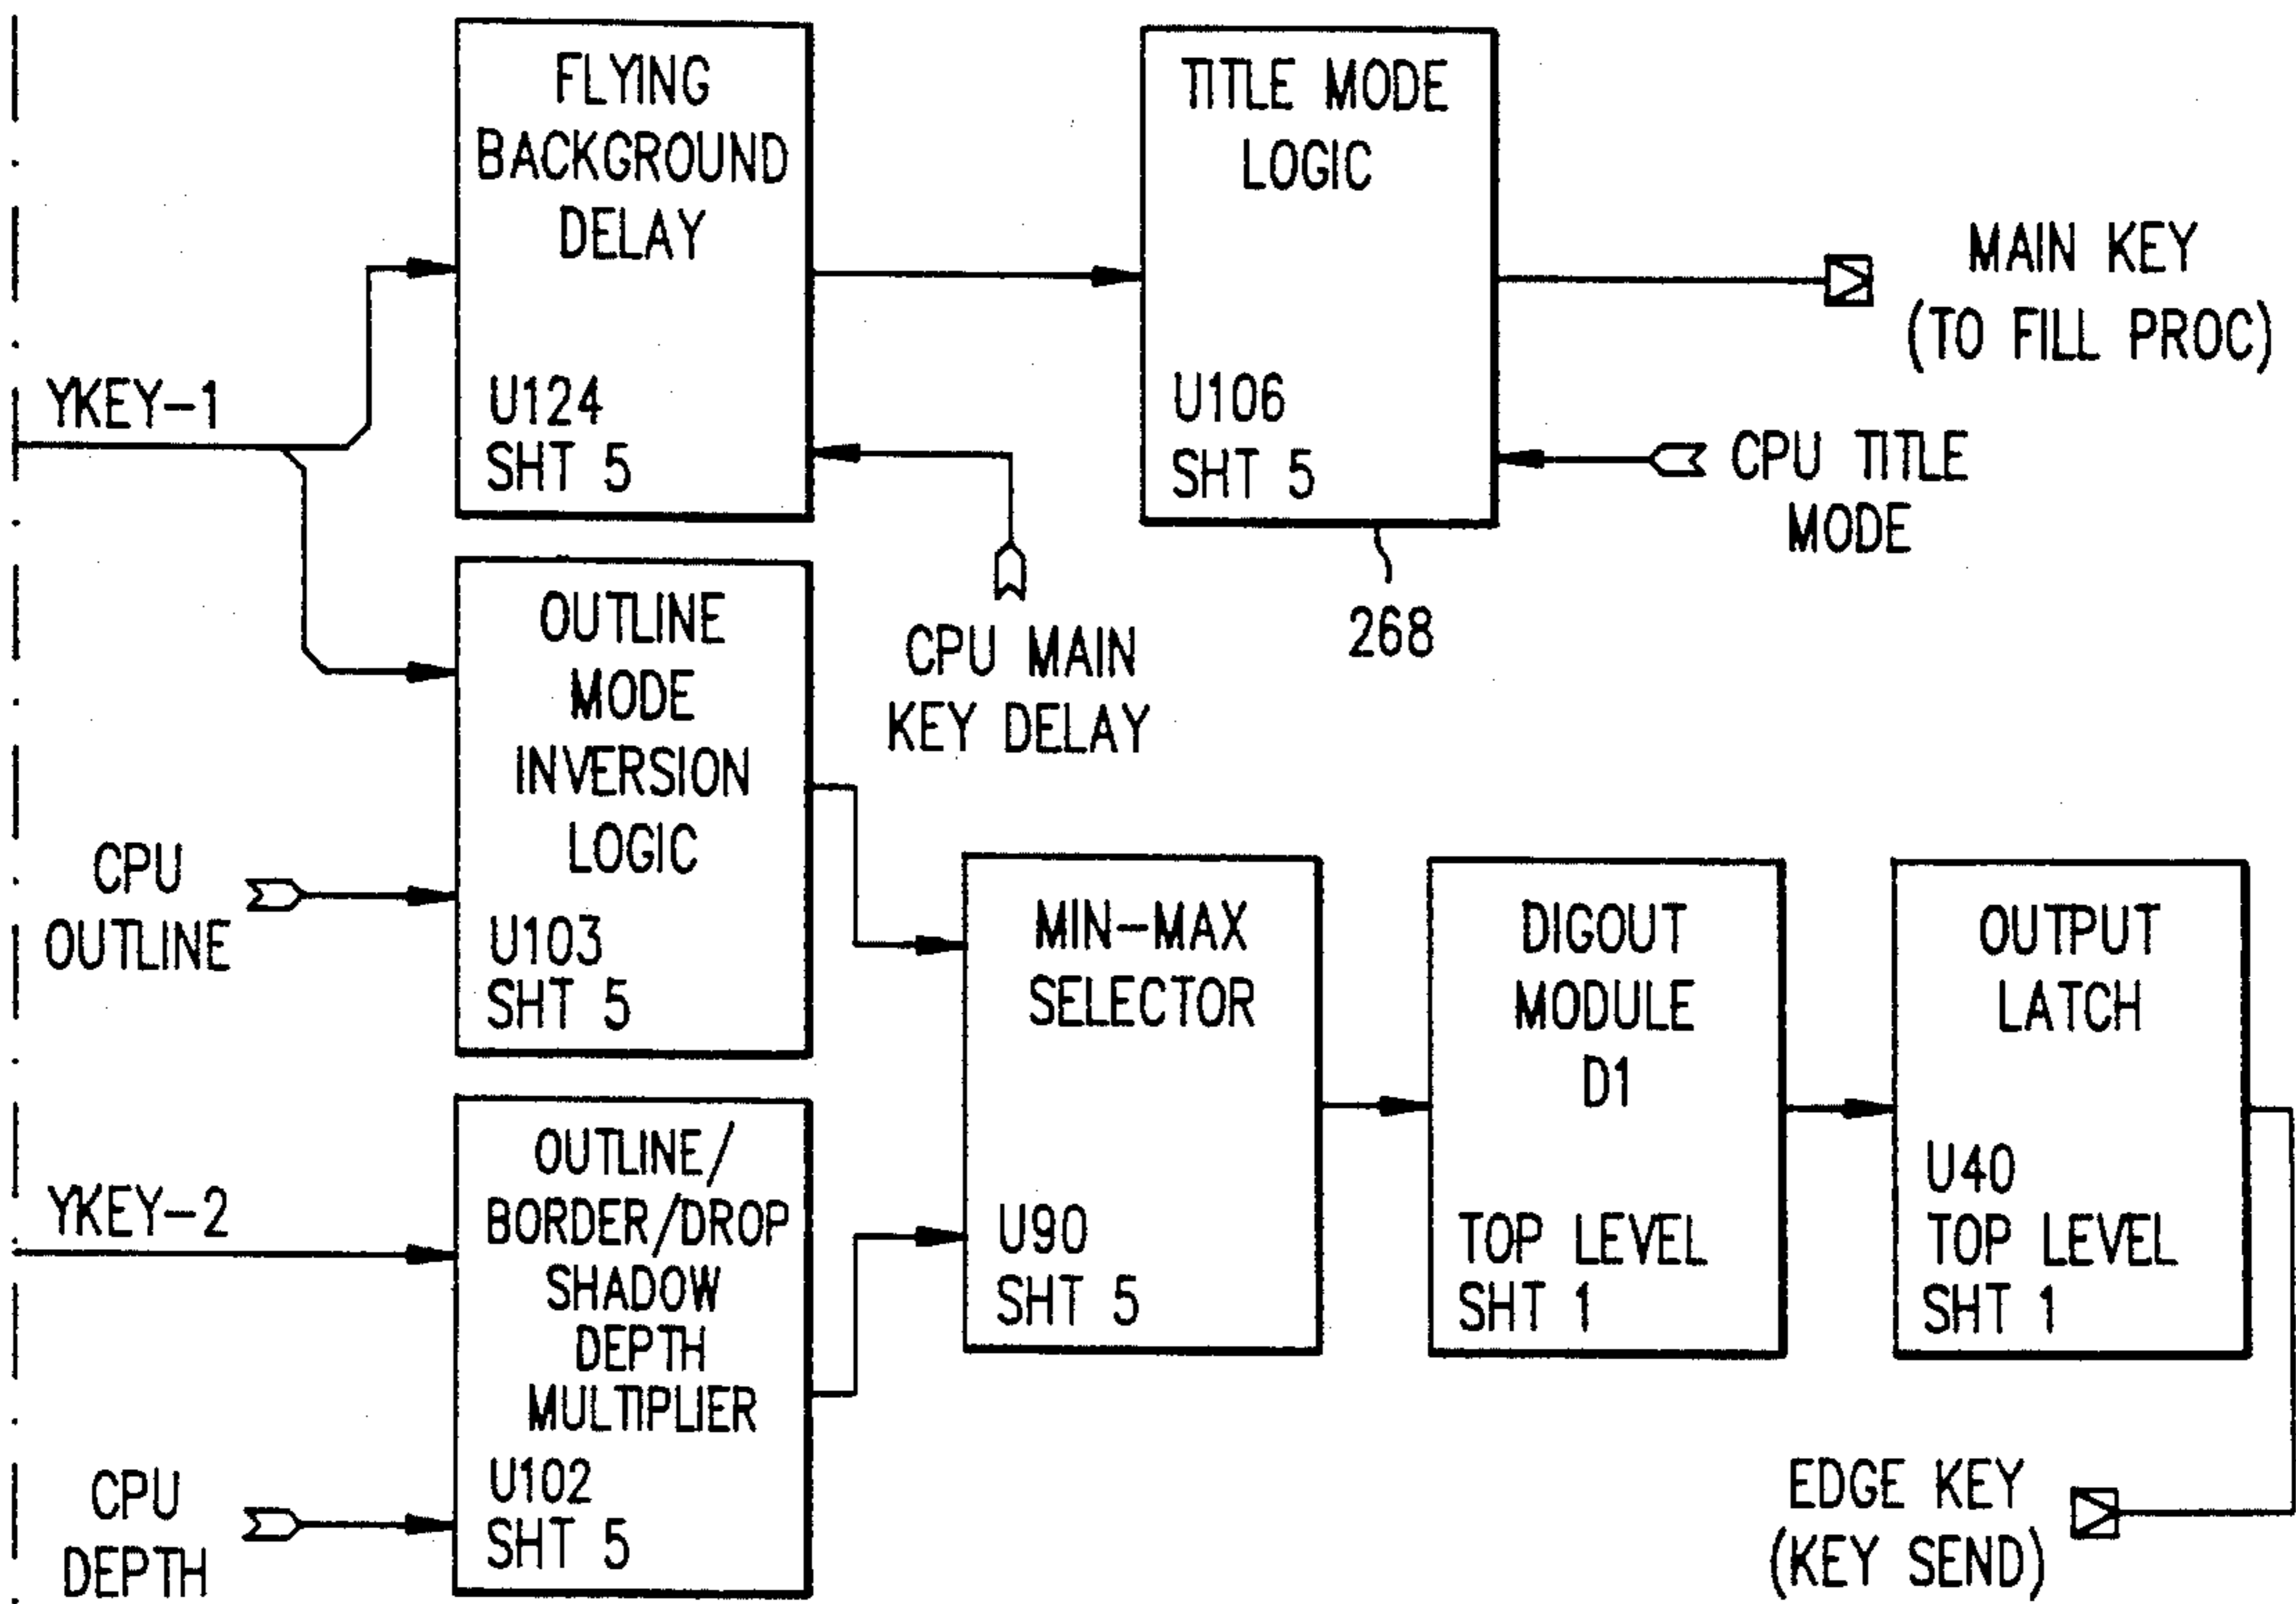 FLYING
BACKGROUND
DELAY
U124
SHT 5
TITLE MODE
LOGIC
U106
SHT 5
268
MAIN KEY
(TO FILL PROC)
CPU TITLE
MODE
YKEY-1
CPU MAIN
KEY DELAY
OUTLINE
MODE
INVERSION
LOGIC
U103
SHT 5
CPU
OUTLINE
MIN-MAX
SELECTOR
U90
SHT 5
DIGOUT
MODULE
D1
TOP LEVEL
SHT 1
OUTPUT
LATCH
U40
TOP LEVEL
SHT 1
YKEY-2
OUTLINE/
BORDER/DROP
SHADOW
DEPTH
MULTIPLIER
U102
SHT 5
CPU
DEPTH
EDGE KEY
(KEY SEND)